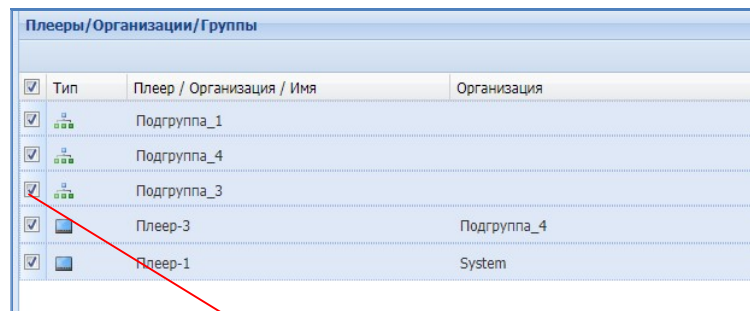 Плееры/Организации/Группы
Тип Плеер / Организация / Имя Организация
Подгруппа_1
Подгруппа_4
Подгруппа_3
Плеер-3 Подгруппа_4
Плеер-1 System